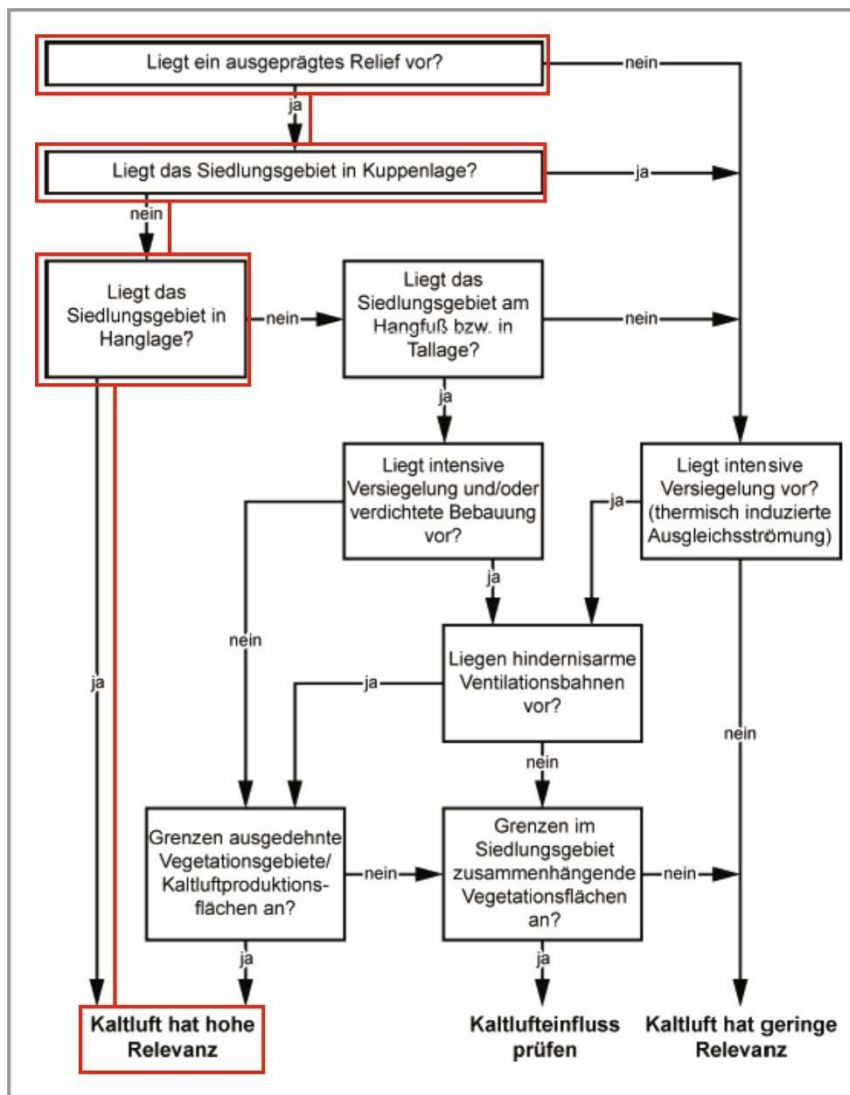 Liegt ein ausgeprägtes Relief vor?
nein
ja
Liegt das Siedlungsgebiet in Kuppenlage?
ja
nein
Liegt das
Siedlungsgebiet in
Hanglage?
nein
Liegt das
Siedlungsgebiet am
Hangfuß bzw. in
Tallage?
nein
ja
Liegt intensive
Versiegelung und/oder
verdichtete Bebauung
vor?
ja
Liegt intensive
Versiegelung vor?
(thermisch induzierte
Ausgleichsströmung)
ja
nein
Liegen hindernisarme
Ventilationsbahnen
vor?
ja
ja
nein
nein
Grenzen ausgedehnte
Vegetationsgebiete/
Kaltluftproduktions-
flächen an?
nein
Grenzen im
Siedlungsgebiet
zusammenhängende
Vegetationsflächen
an?
nein
ja
ja
Kaltluft hat hohe
Relevanz
Kaltlufteinfluss
prüfen
Kaltluft hat geringe
Relevanz